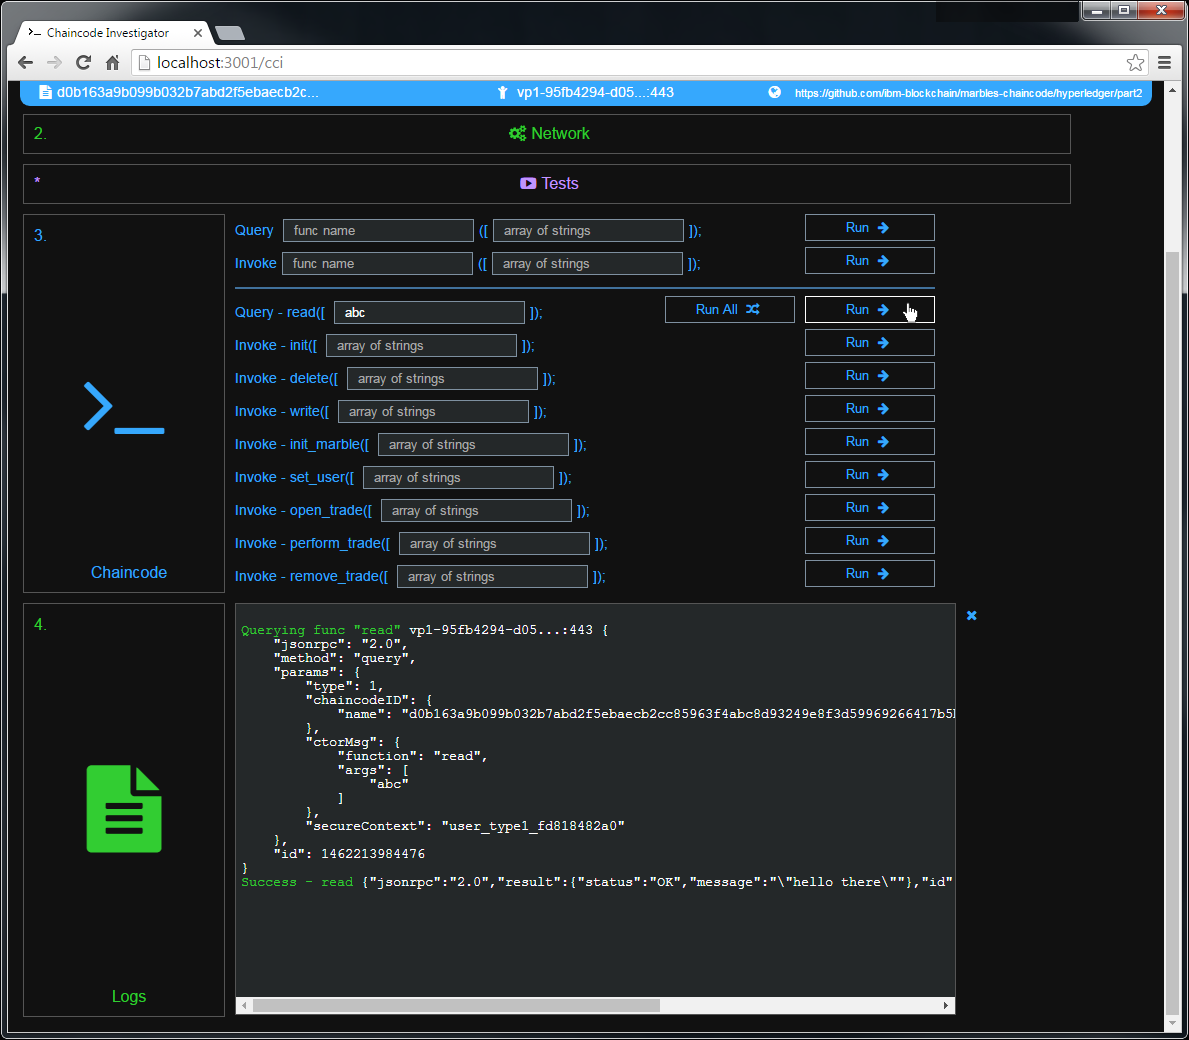 Chaincode Investigator
localhost:3001/cci
d0b163a9b099b032b7abd2f5ebaecb2c... vp1-95fb4294-d05...:443 https://github.com/ibm-blockchain/marbles-chaincode/hyperledger/part2
2. Network
* Tests
3.
Query func name ([ array of strings ]); Run
Invoke func name ([ array of strings ]); Run
Query - read([ abc ]); Run All Run
Invoke - init([ array of strings ]); Run
Invoke - delete([ array of strings ]); Run
Invoke - write([ array of strings ]); Run
Invoke - init_marble([ array of strings ]); Run
Invoke - set_user([ array of strings ]); Run
Invoke - open_trade([ array of strings ]); Run
Invoke - perform_trade([ array of strings ]); Run
Invoke - remove_trade([ array of strings ]); Run
Chaincode
4.
Querying func "read" vp1-95fb4294-d05...:443 {
"jsonrpc": "2.0",
"method": "query",
"params": {
"type": 1,
"chaincodeID": {
"name": "d0b163a9b099b032b7abd2f5ebaecb2cc85963f4abc8d93249e8f3d59969266417b5
},
"ctorMsg": {
"function": "read",
"args": [
"abc"
]
},
"secureContext": "user_type1_fd818482a0"
},
"id": 1462213984476
}
Success - read {"jsonrpc":"2.0","result":{"status":"OK","message":"\"hello there\""},"id"
Logs